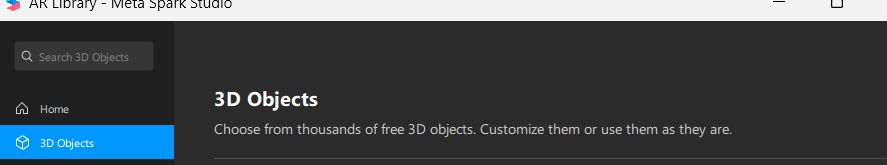 AR Library - Meta Spark Studio
Search 3D Objects
Home
3D Objects
3D Objects
Choose from thousands of free 3D objects. Customize them or use them as they are.